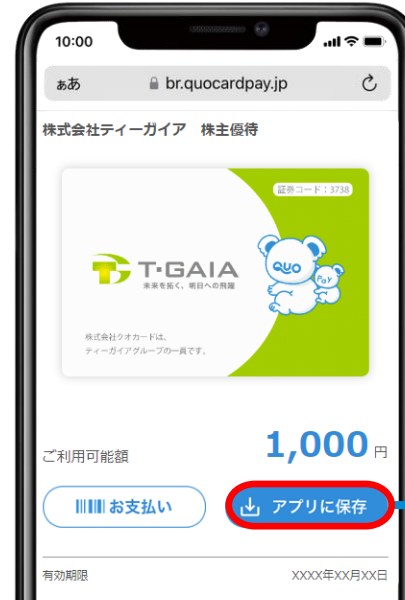 10:00
ぁあ br.quocardpay.jp
株式会社ティーガイア 株主優待
証券コード：3738
T-GAIA
未来を拓く、明日への飛躍
QUO
Pay
株式会社クオカードは、
ティーガイアグループの一員です。
ご利用可能額 1,000 円
お支払い アプリに保存
有効期限 XXXX年XX月XX日